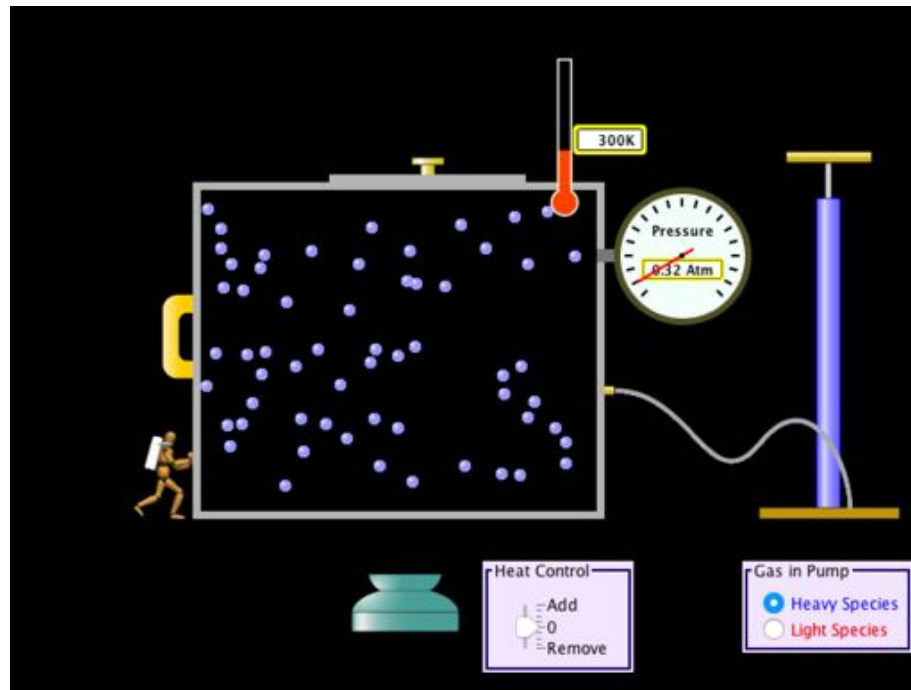 300K
Pressure
0.32 Atm
Heat Control
Add
0
Remove
Gas in Pump
Heavy Species
Light Species